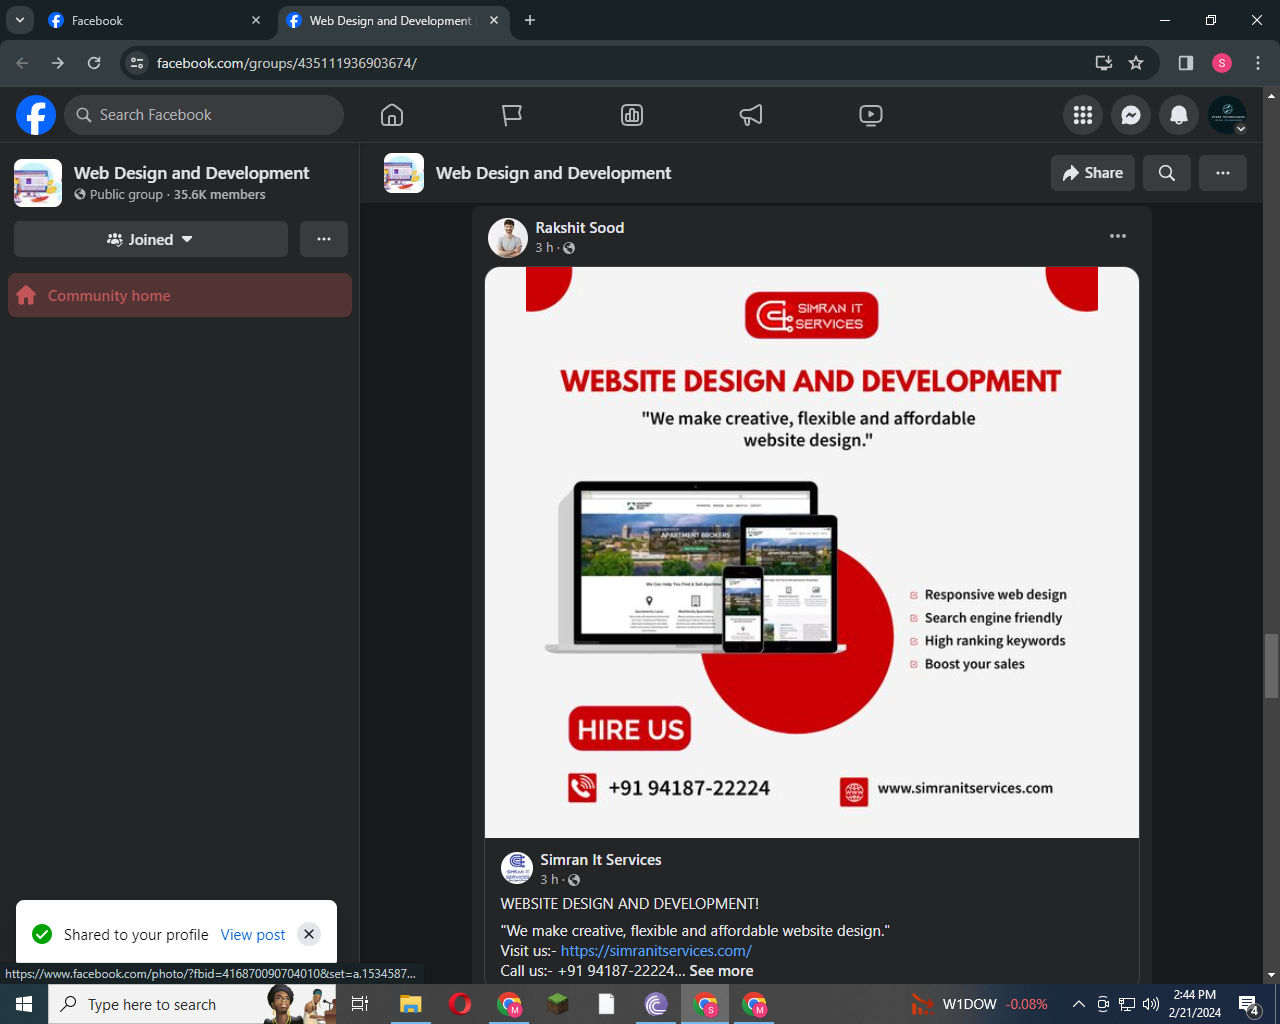 Facebook
Web Design and Development
facebook.com/groups/435111936903674/
S
Search Facebook
Web Design and Development
Public group · 35.6K members
Joined
Community home
Web Design and Development
Share
Rakshit Sood
3 h
SIMRAN IT
SERVICES
WEBSITE DESIGN AND DEVELOPMENT
"We make creative, flexible and affordable
website design."
APARTMENT BROKERS
Responsive web design
Search engine friendly
High ranking keywords
Boost your sales
HIRE US
+91 94187-22224
www.simranitservices.com
Simran It Services
3 h
WEBSITE DESIGN AND DEVELOPMENT!
"We make creative, flexible and affordable website design."
Visit us:- https://simranitservices.com/
Call us:- +91 94187-22224... See more
Shared to your profile View post
https://www.facebook.com/photo/?fbid=416870090704010&set=a.1534587...
Type here to search
M
S
M
W1DOW -0.08%
2:44 PM
2/21/2024
4